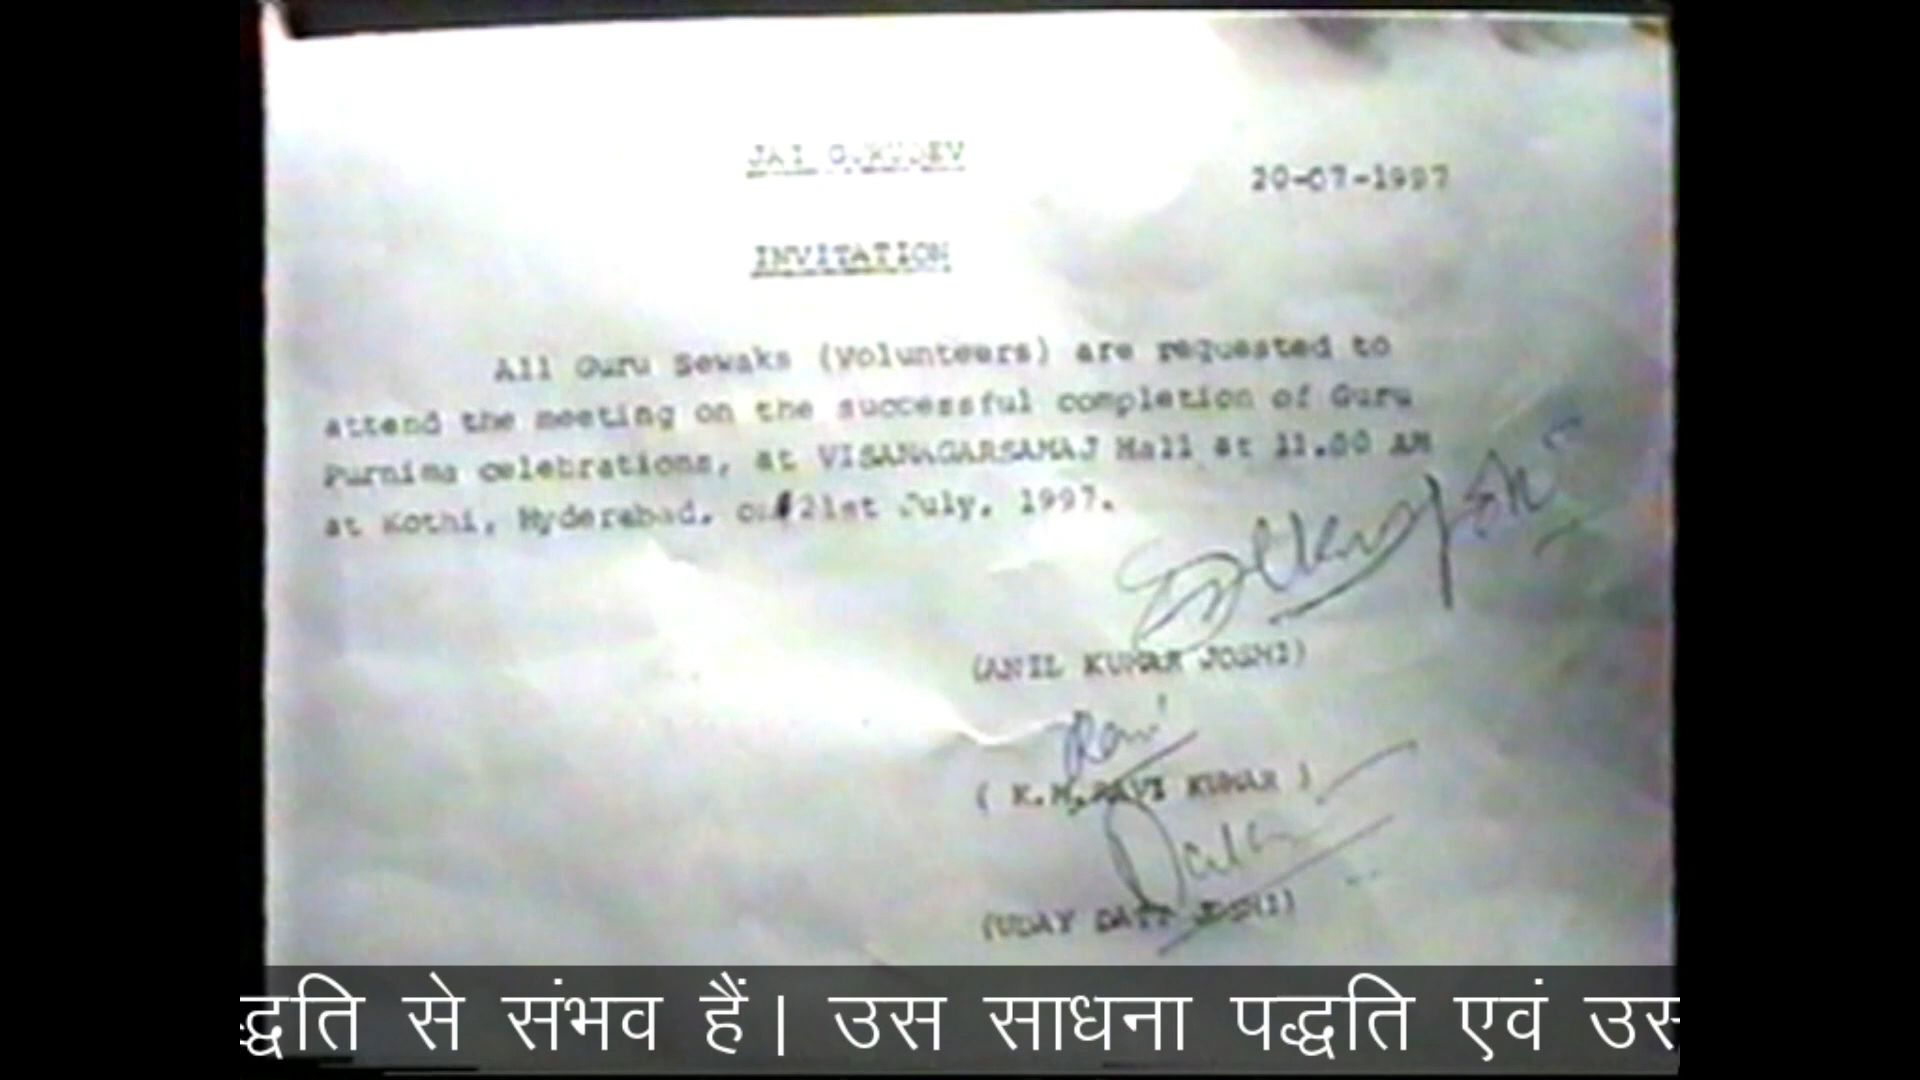 JAI GURUDEV
20-07-1997
INVITATION
All Guru Sewaks (Volunteers) are requested to
attend the meeting on the successful completion of Guru
Purnima celebrations, at VISANAGARSAMAJ Hall at 11.00 AM
at Kothi, Hyderabad, on 21st July, 1997.
(ANIL KUMAR JOSHI)
Ravi
( K.M.RAVI KUMAR )
(UDAY DATT JOSHI)
द्धति से संभव हैं। उस साधना पद्धति एवं उस